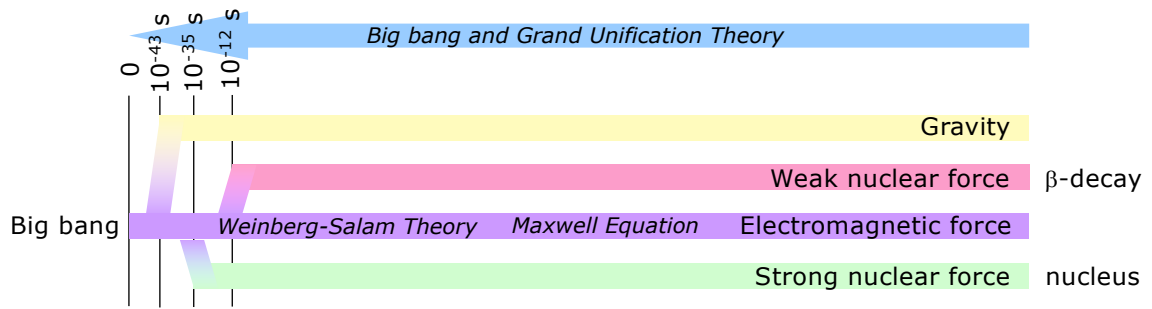 Big bang and Grand Unification Theory
0
10-43 s
10-35 s
10-12 s
Gravity
Weak nuclear force β-decay
Big bang Weinberg-Salam Theory Maxwell Equation Electromagnetic force
Strong nuclear force nucleus